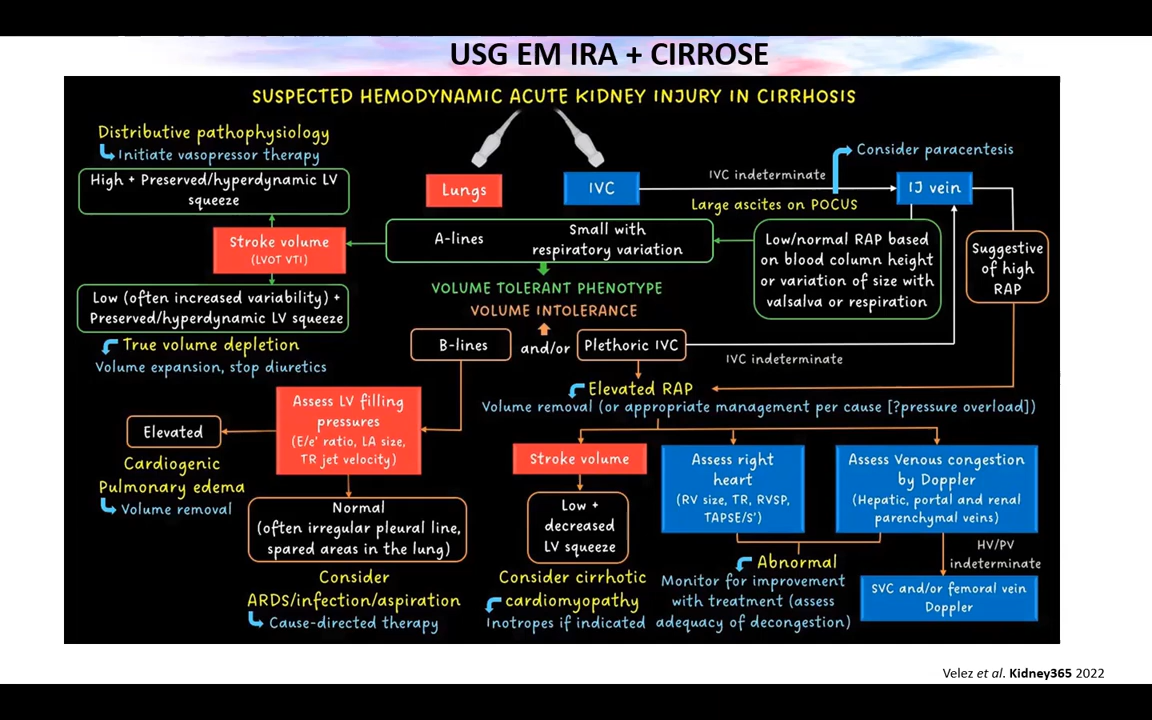 USG EM IRA + CIRROSE
SUSPECTED HEMODYNAMIC ACUTE KIDNEY INJURY IN CIRRHOSIS
Distributive pathophysiology
Initiate vasopressor therapy
High + Preserved/hyperdynamic LV
squeeze
Stroke volume
(LVOT VTI)
Low (often increased variability) +
Preserved/hyperdynamic LV squeeze
True volume depletion
Volume expansion, stop diuretics
Lungs
IVC
IVC indeterminate
Large ascites on POCUS
Consider paracentesis
IJ vein
A-lines
Small with
respiratory variation
Low/normal RAP based
on blood column height
or variation of size with
valsalva or respiration
Suggestive
of high
RAP
VOLUME TOLERANT PHENOTYPE
VOLUME INTOLERANCE
B-lines
and/or
Plethoric IVC
IVC indeterminate
Elevated RAP
Volume removal (or appropriate management per cause [?pressure overload])
Assess LV filling
pressures
(E/e' ratio, LA size,
TR jet velocity)
Elevated
Cardiogenic
Pulmonary edema
Volume removal
Normal
(often irregular pleural line,
spared areas in the lung)
Consider
ARDS/infection/aspiration
Cause-directed therapy
Stroke volume
Low +
decreased
LV squeeze
Consider cirrhotic
cardiomyopathy
Inotropes if indicated
Assess right
heart
(RV size, TR, RVSP,
TAPSE/S')
Assess Venous congestion
by Doppler
(Hepatic, portal and renal
parenchymal veins)
Abnormal
Monitor for improvement
with treatment (assess
adequacy of decongestion)
HV/PV
indeterminate
SVC and/or femoral vein
Doppler
Velez et al. Kidney365 2022